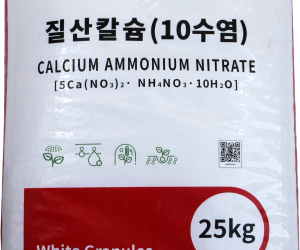 질산칼슘(10수염)
CALCIUM AMMONIUM NITRATE
[5Ca(NO₃)₂· NH₄NO₃·10H₂O]
25kg
White Granules